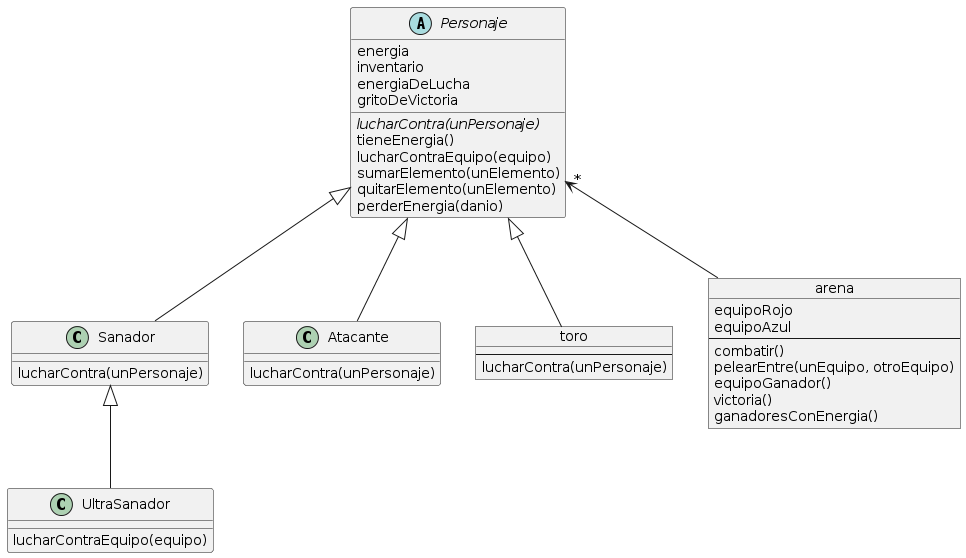 A Personaje
energia
inventario
energiaDeLucha
gritoDeVictoria
lucharContra(unPersonaje)
tieneEnergia()
lucharContraEquipo(equipo)
sumarElemento(unElemento)
quitarElemento(unElemento)
perderEnergia(danio)
*
C Sanador
lucharContra(unPersonaje)
C Atacante
lucharContra(unPersonaje)
toro
lucharContra(unPersonaje)
arena
equipoRojo
equipoAzul
combatir()
pelearEntre(unEquipo, otroEquipo)
equipoGanador()
victoria()
ganadoresConEnergia()
C UltraSanador
lucharContraEquipo(equipo)